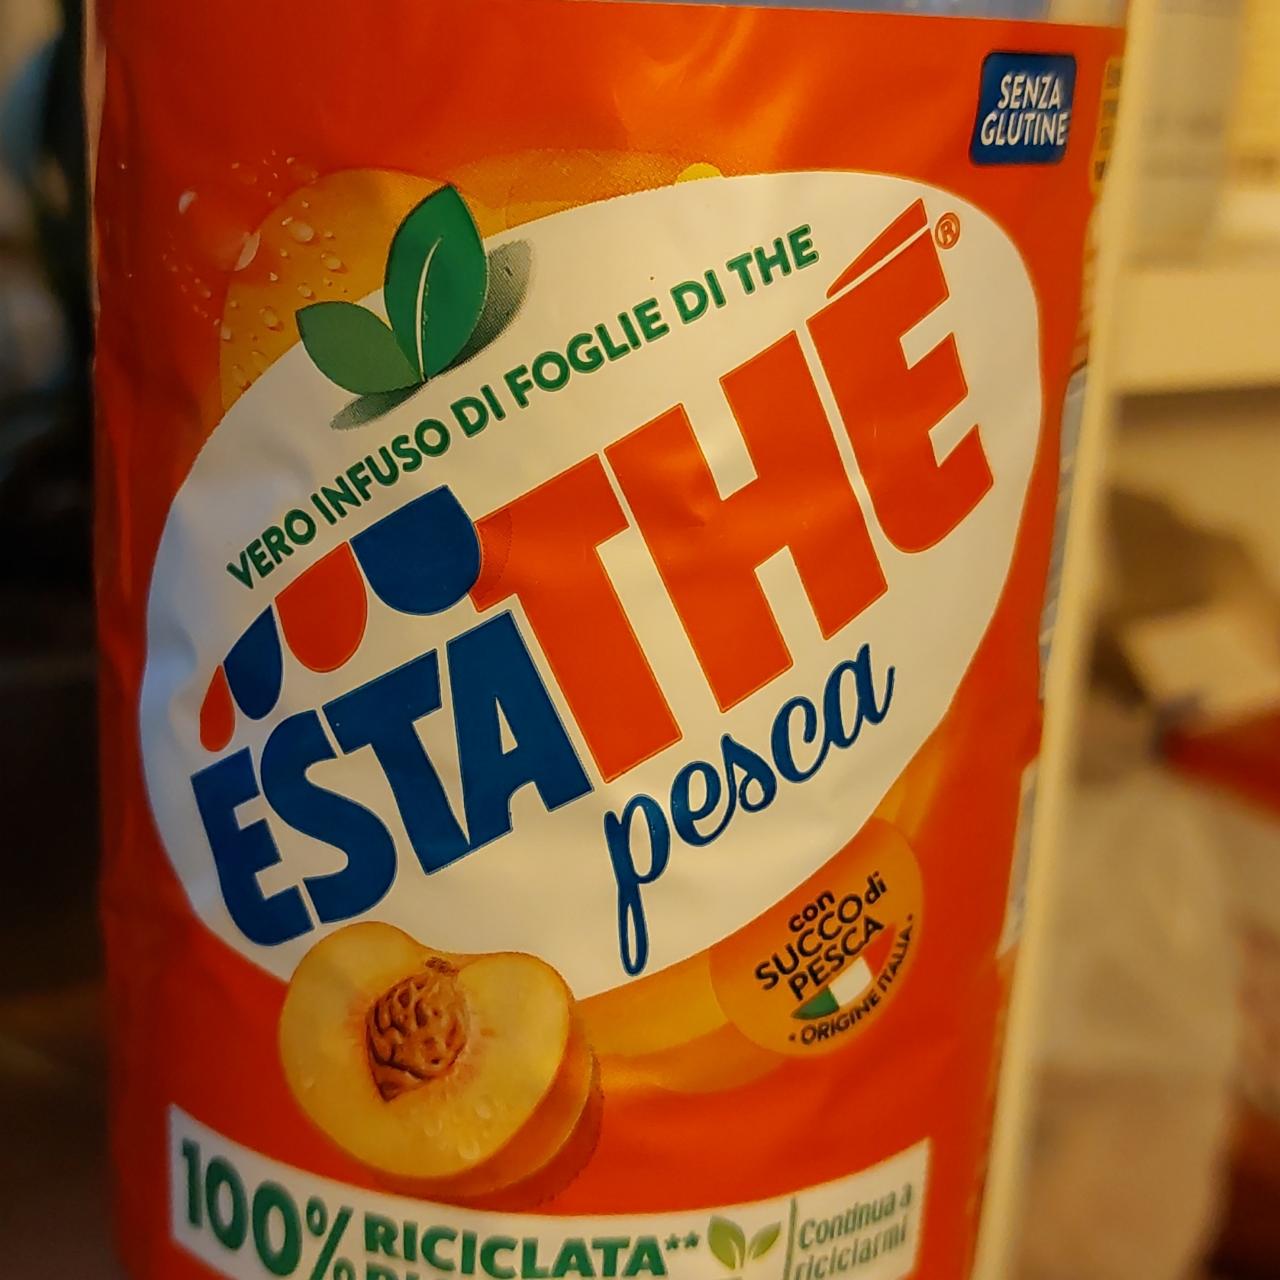 SENZA
GLUTINE
VERO INFUSO DI FOGLIE DI THE
ESTATHÉ®
pesca
con
SUCCO di
PESCA
• ORIGINE ITALIA •
100% RICICLATA**
Continua a
riciclarmi